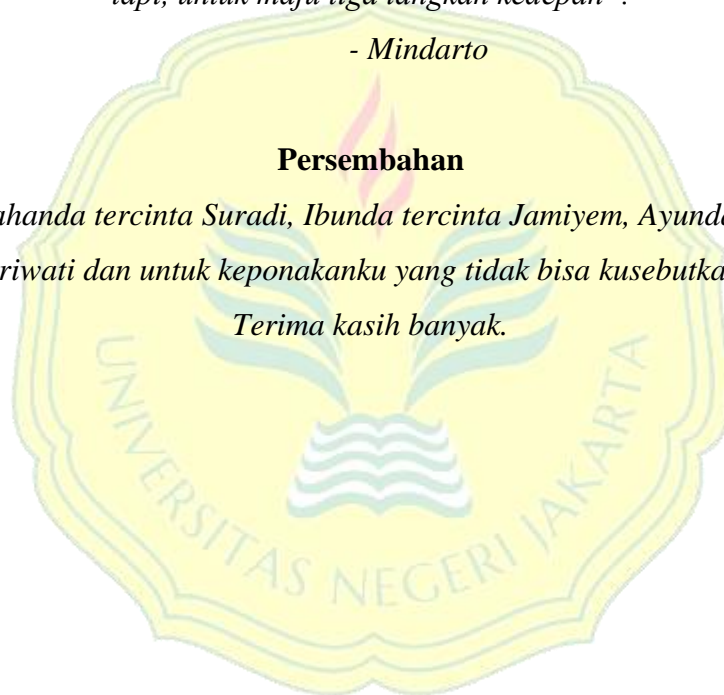 tapi, untuk maju tiga langkah kedepan".
- Mindarto
Persembahan
ahanda tercinta Suradi, Ibunda tercinta Jamiyem, Ayunda
riwati dan untuk keponakanku yang tidak bisa kusebutka
Terima kasih banyak.
UNIVERSITAS NEGERI JAKARTA